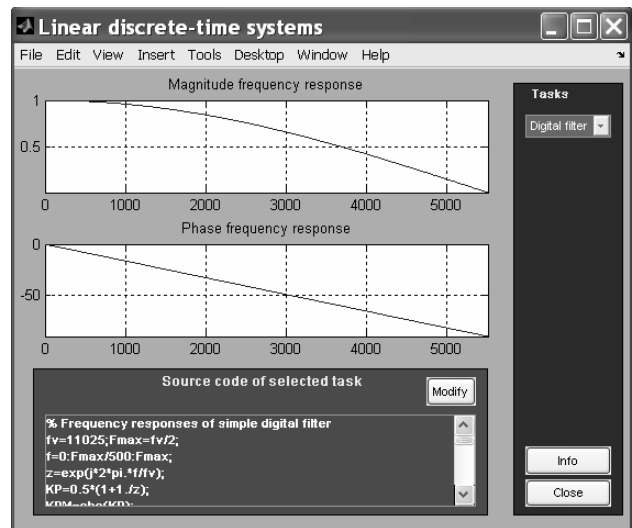 Linear discrete-time systems
File Edit View Insert Tools Desktop Window Help
Magnitude frequency response
1
0.5
0 1000 2000 3000 4000 5000
Phase frequency response
0
-50
0 1000 2000 3000 4000 5000
Tasks
Digital filter
Source code of selected task
Modify
% Frequency responses of simple digital filter
fv=11025;Fmax=fv/2;
f=0:Fmax/500:Fmax;
z=exp(j*2*pi.*f/fv);
KP=0.5*(1+1./z);
KPM=abs(KP);
Info
Close